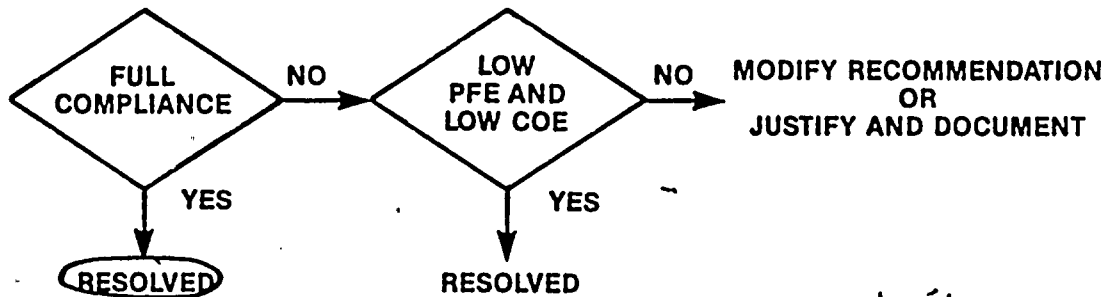 FULL
COMPLIANCE
NO
LOW
PFE AND
LOW COE
NO
MODIFY RECOMMENDATION
OR
JUSTIFY AND DOCUMENT
YES
YES
RESOLVED
RESOLVED